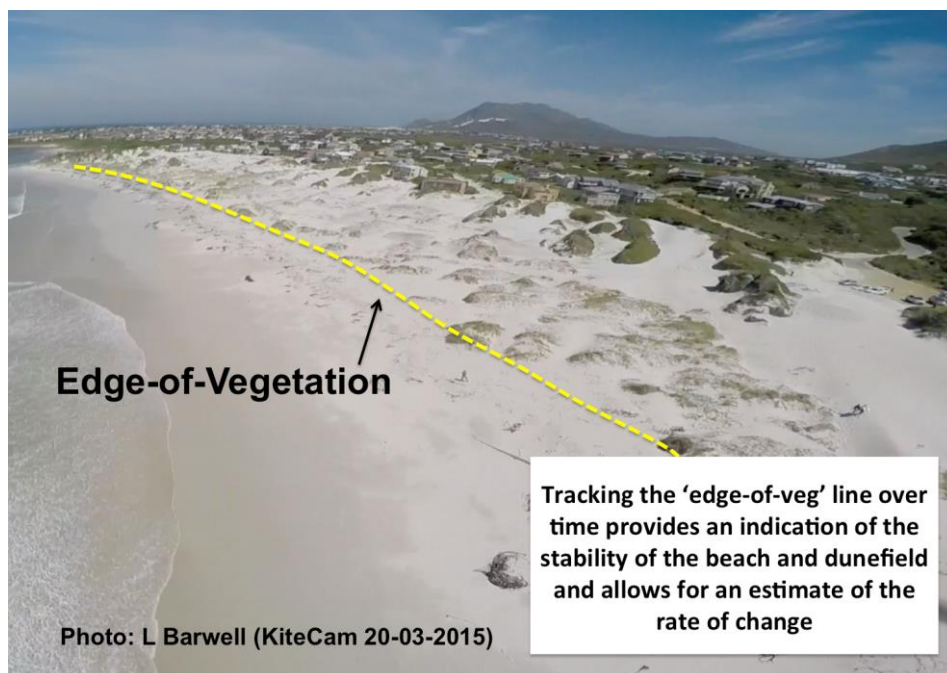 Edge-of-Vegetation
Tracking the ‘edge-of-veg’ line over
time provides an indication of the
stability of the beach and dunefield
and allows for an estimate of the
rate of change
Photo: L Barwell (KiteCam 20-03-2015)